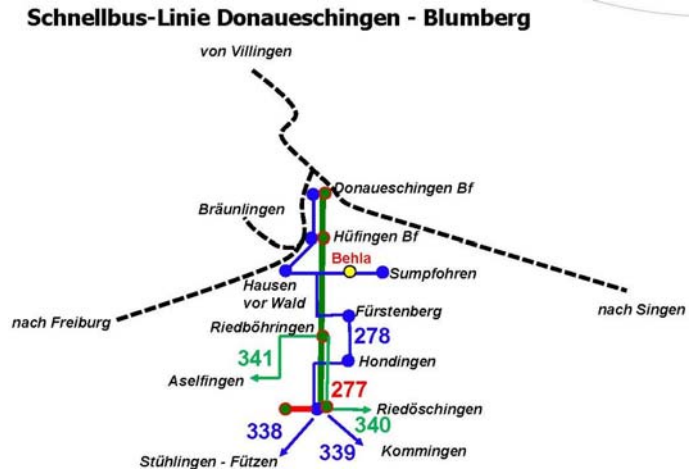 Schnellbus-Linie Donaueschingen - Blumberg
von Villingen
Donaueschingen Bf
Bräunlingen
Hüfingen Bf
Behla
Sumpfohren
Hausen
vor Wald
nach Singen
Fürstenberg
nach Freiburg
Riedböhringen
278
341
Hondingen
Aselfingen
277
Riedöschingen
340
338
339
Kommingen
Stühlingen - Fützen